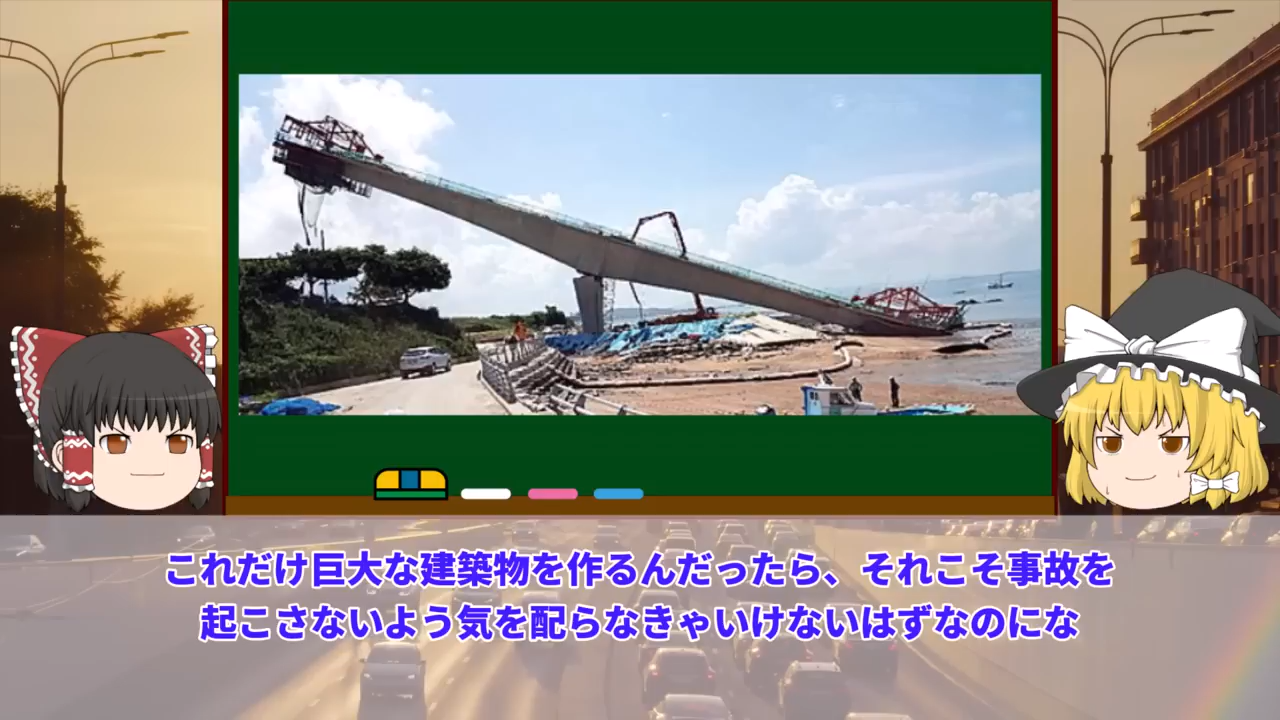 これだけ巨大な建築物を作るんだったら、それこそ事故を
起こさないよう気を配らなきゃいけないはずなのにな